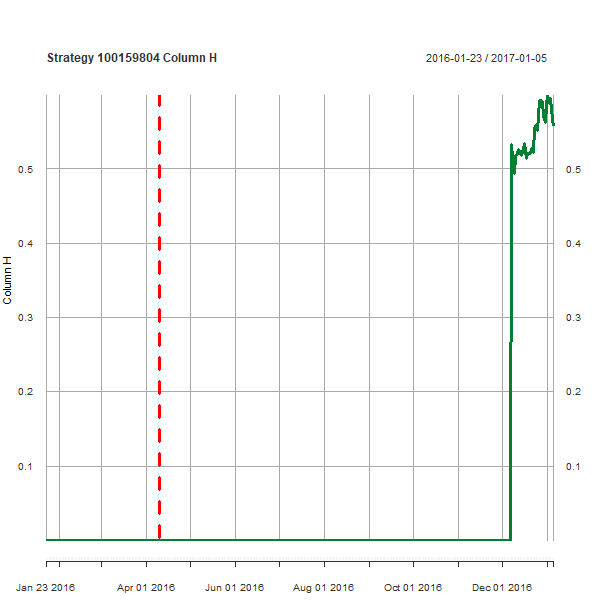 Strategy 100159804 Column H 2016-01-23 / 2017-01-05
0.5 0.5
0.4 0.4
0.3 0.3
0.2 0.2
0.1 0.1
Column H
Jan 23 2016 Apr 01 2016 Jun 01 2016 Aug 01 2016 Oct 01 2016 Dec 01 2016